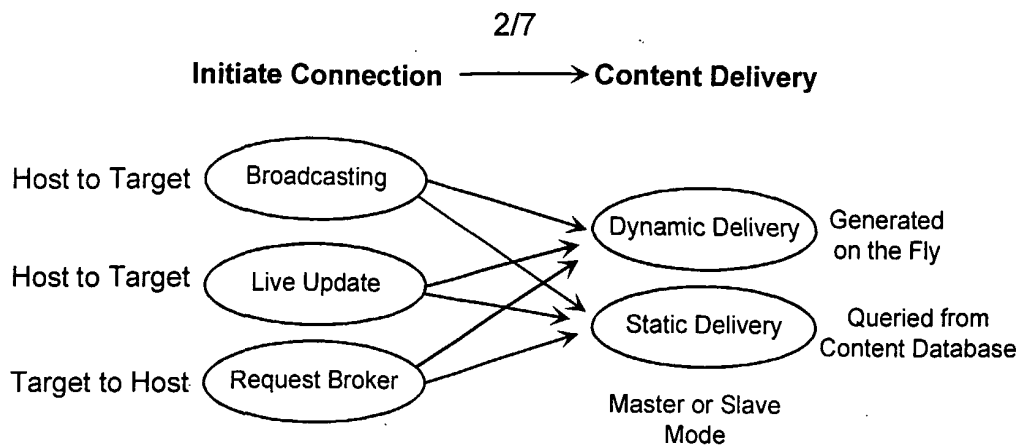 2/7
Initiate Connection
Content Delivery
Host to Target
Broadcasting
Dynamic Delivery
Generated
on the Fly
Host to Target
Live Update
Static Delivery
Queried from
Content Database
Target to Host
Request Broker
Master or Slave
Mode